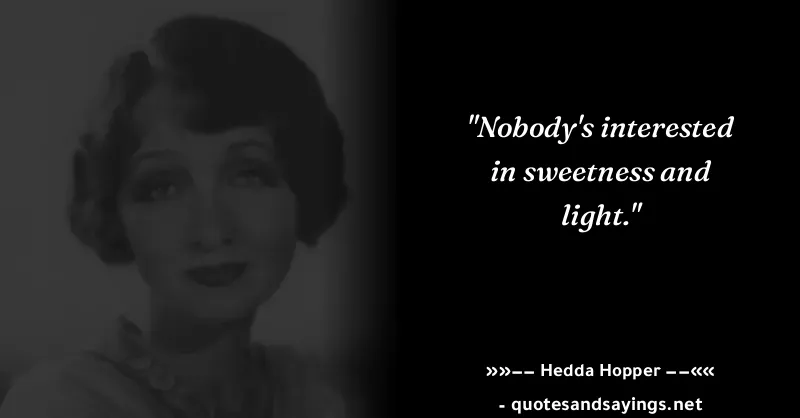 "Nobody's interested
in sweetness and
light."
»»−− Hedda Hopper −−««
- quotesandsayings.net